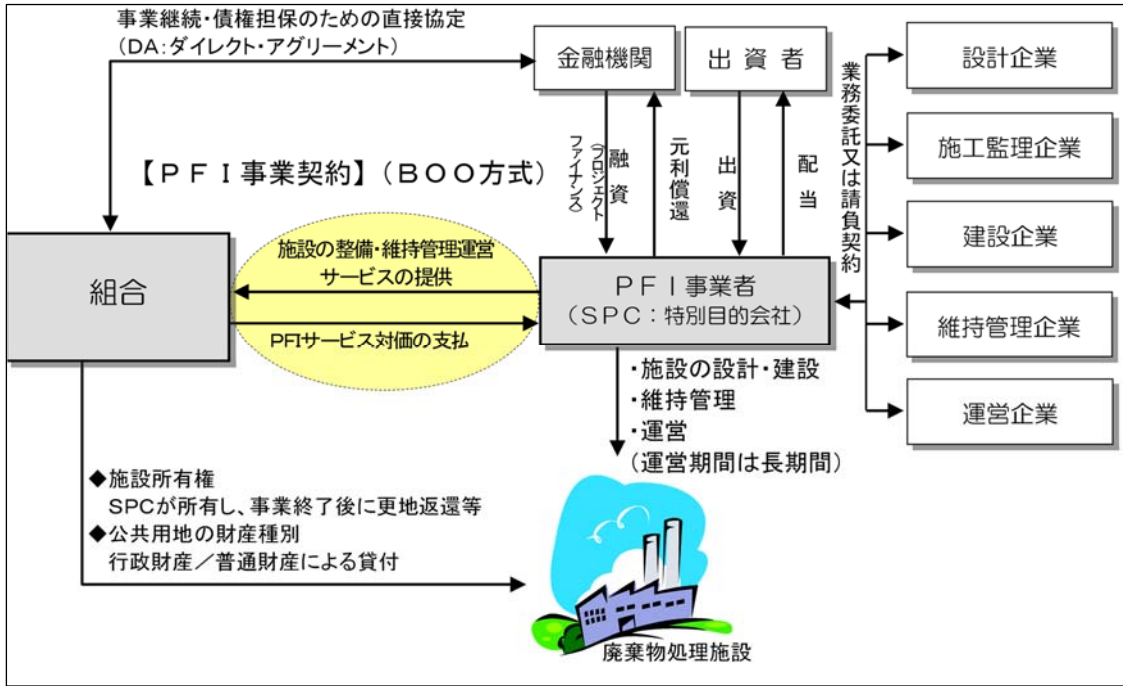 事業継続・債権担保のための直接協定
(DA:ダイレクト・アグリーメント)
金融機関
出資者
設計企業
施工監理企業
建設企業
維持管理企業
運営企業
業務委託又は請負契約
【PFI事業契約】(BOO方式)
融資
(プロジェクト
ファイナンス)
元利償還
出資
配当
組合
施設の整備・維持管理運営
サービスの提供
PFIサービス対価の支払
PFI事業者
(SPC:特別目的会社)
・施設の設計・建設
・維持管理
・運営
(運営期間は長期間)
◆施設所有権
SPCが所有し、事業終了後に更地返還等
◆公共用地の財産種別
行政財産/普通財産による貸付
廃棄物処理施設